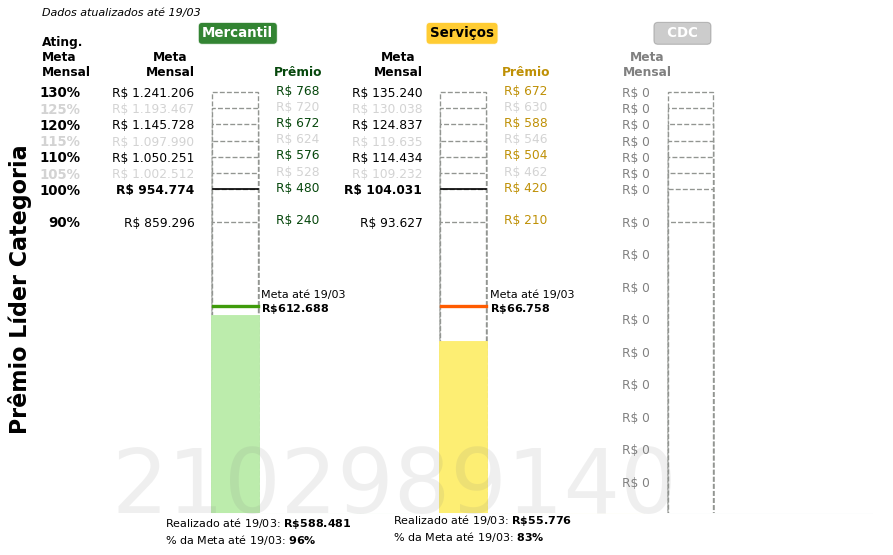 Dados atualizados até 19/03
Mercantil Serviços CDC
Ating. Meta Mensal Meta Mensal Prêmio Meta Mensal Prêmio Meta Mensal
130% R$ 1.241.206 R$ 768 R$ 135.240 R$ 672 R$ 0
125% R$ 1.193.467 R$ 720 R$ 130.038 R$ 630 R$ 0
120% R$ 1.145.728 R$ 672 R$ 124.837 R$ 588 R$ 0
115% R$ 1.097.990 R$ 624 R$ 119.635 R$ 546 R$ 0
110% R$ 1.050.251 R$ 576 R$ 114.434 R$ 504 R$ 0
105% R$ 1.002.512 R$ 528 R$ 109.232 R$ 462 R$ 0
100% R$ 954.774 R$ 480 R$ 104.031 R$ 420 R$ 0
90% R$ 859.296 R$ 240 R$ 93.627 R$ 210 R$ 0
R$ 0
R$ 0
Meta até 19/03 Meta até 19/03
R$612.688 R$66.758
R$ 0
R$ 0
R$ 0
R$ 0
R$ 0
R$ 0
Prêmio Líder Categoria
2102989140
Realizado até 19/03: R$588.481 Realizado até 19/03: R$55.776
% da Meta até 19/03: 96% % da Meta até 19/03: 83%